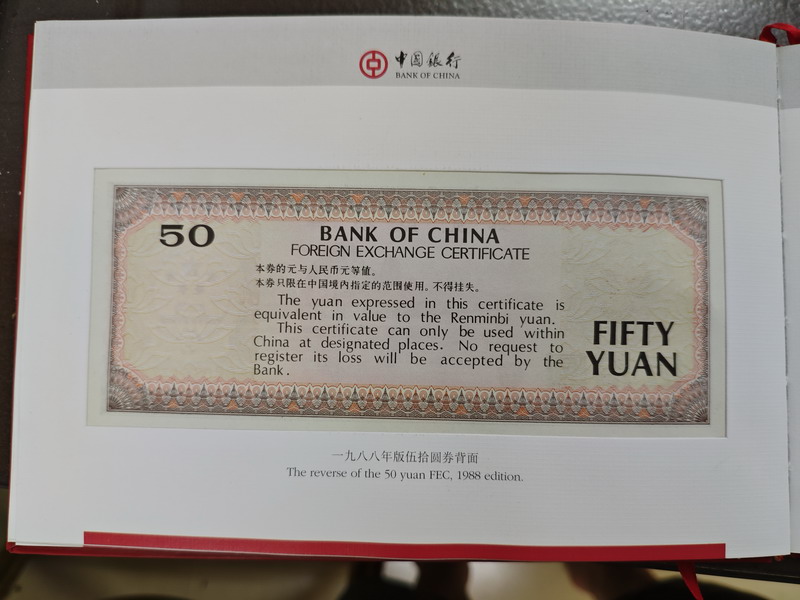 中国银行
BANK OF CHINA
50
BANK OF CHINA
FOREIGN EXCHANGE CERTIFICATE
本券的元与人民币元等值。
本券只限在中国境内指定的范围使用。不得挂失。
The yuan expressed in this certificate is
equivalent in value to the Renminbi yuan.
This certificate can only be used within
China at designated places. No request to
register its loss will be accepted by the
Bank.
FIFTY
YUAN
一九八八年版伍拾圆券背面
The reverse of the 50 yuan FEC, 1988 edition.